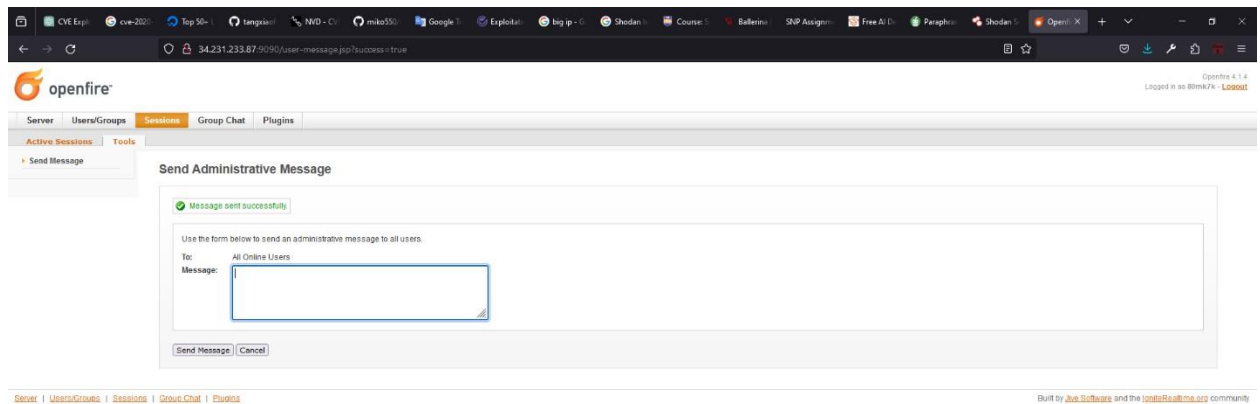 CVE Expl
cve-2020-
Top 50+
tangxiaof
NVD - CV
miko550/
Google
Exploitat
big ip - G
Shodan
Course: S
Ballerina
SNP Assignm
Free AI De
Paraphra
Shodan S
Openfi
34.231.233.87:9090/user-message.jsp?success=true
openfire
Openfire 4.1.4
Logged in as - Logout
Server Users/Groups Sessions Group Chat Plugins
Active Sessions Tools
Send Message
Send Administrative Message
Message sent successfully.
Use the form below to send an administrative message to all users.
To: All Online Users
Message:
Send Message Cancel
Server | Users/Groups | Sessions | Group Chat | Plugins
Built by Jive Software and the IgniteRealtime.org community